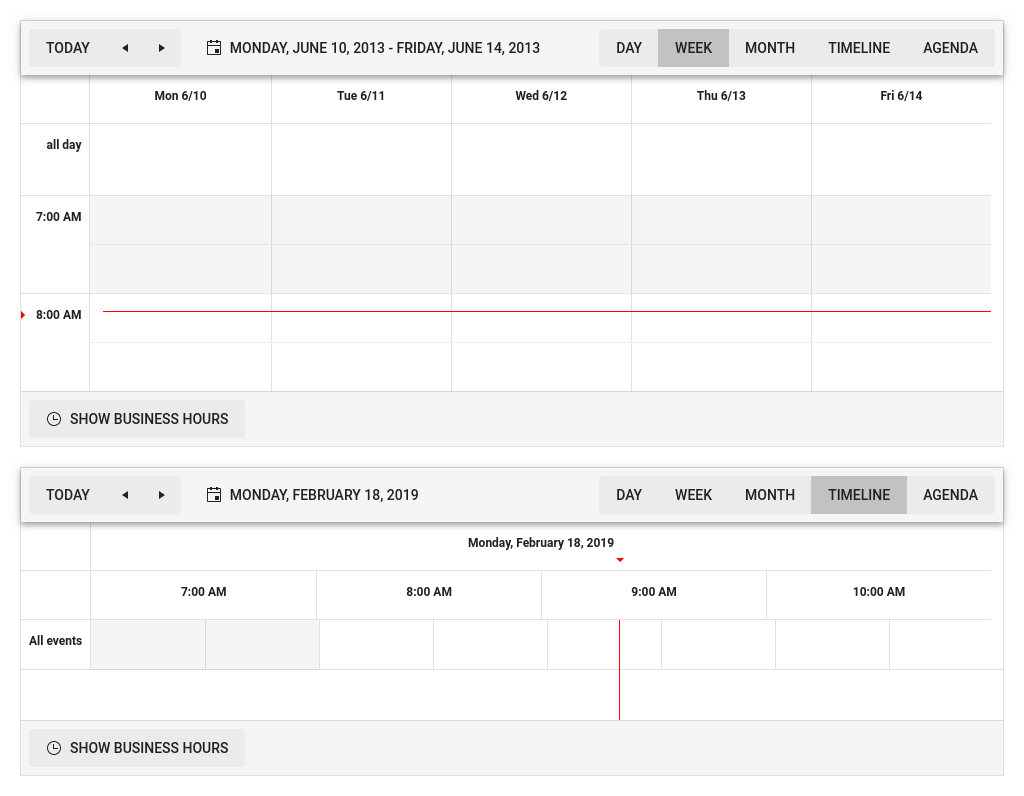 TODAY MONDAY, JUNE 10, 2013 - FRIDAY, JUNE 14, 2013 DAY WEEK MONTH TIMELINE AGENDA
Mon 6/10 Tue 6/11 Wed 6/12 Thu 6/13 Fri 6/14
all day
7:00 AM
8:00 AM
SHOW BUSINESS HOURS
TODAY MONDAY, FEBRUARY 18, 2019 DAY WEEK MONTH TIMELINE AGENDA
Monday, February 18, 2019
7:00 AM 8:00 AM 9:00 AM 10:00 AM
All events
SHOW BUSINESS HOURS